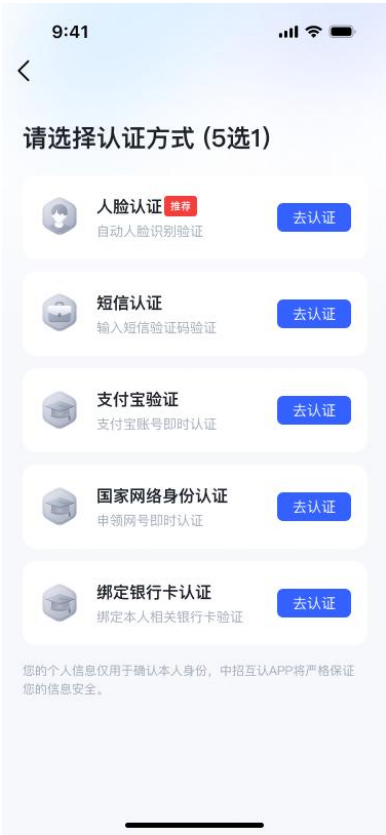 9:41
请选择认证方式 (5选1)
人脸认证 推荐
自动人脸识别验证
去认证
短信认证
输入短信验证码验证
去认证
支付宝验证
支付宝账号即时认证
去认证
国家网络身份认证
申领网号即时认证
去认证
绑定银行卡认证
绑定本人相关银行卡验证
去认证
您的个人信息仅用于确认本人身份，中招互认APP将严格保证
您的信息安全。